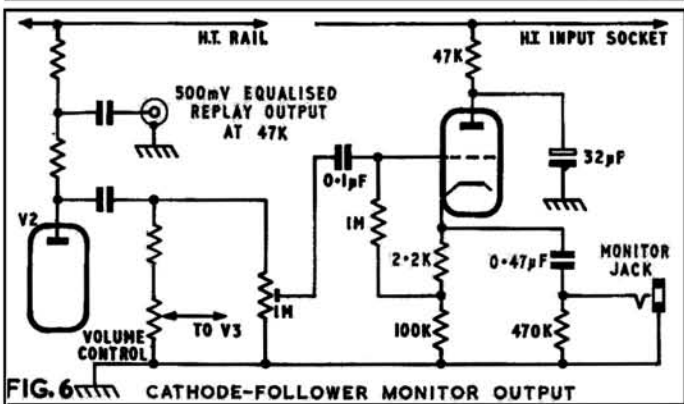 H.T. RAIL
H.T. INPUT SOCKET
47K
500mV EQUALISED
REPLAY OUTPUT
AT 47K
32µF
0·1µF
V2
1M
2·2K
0·47µF
MONITOR
JACK
1M
TO V3
VOLUME
CONTROL
100K
470K
FIG. 6 CATHODE-FOLLOWER MONITOR OUTPUT